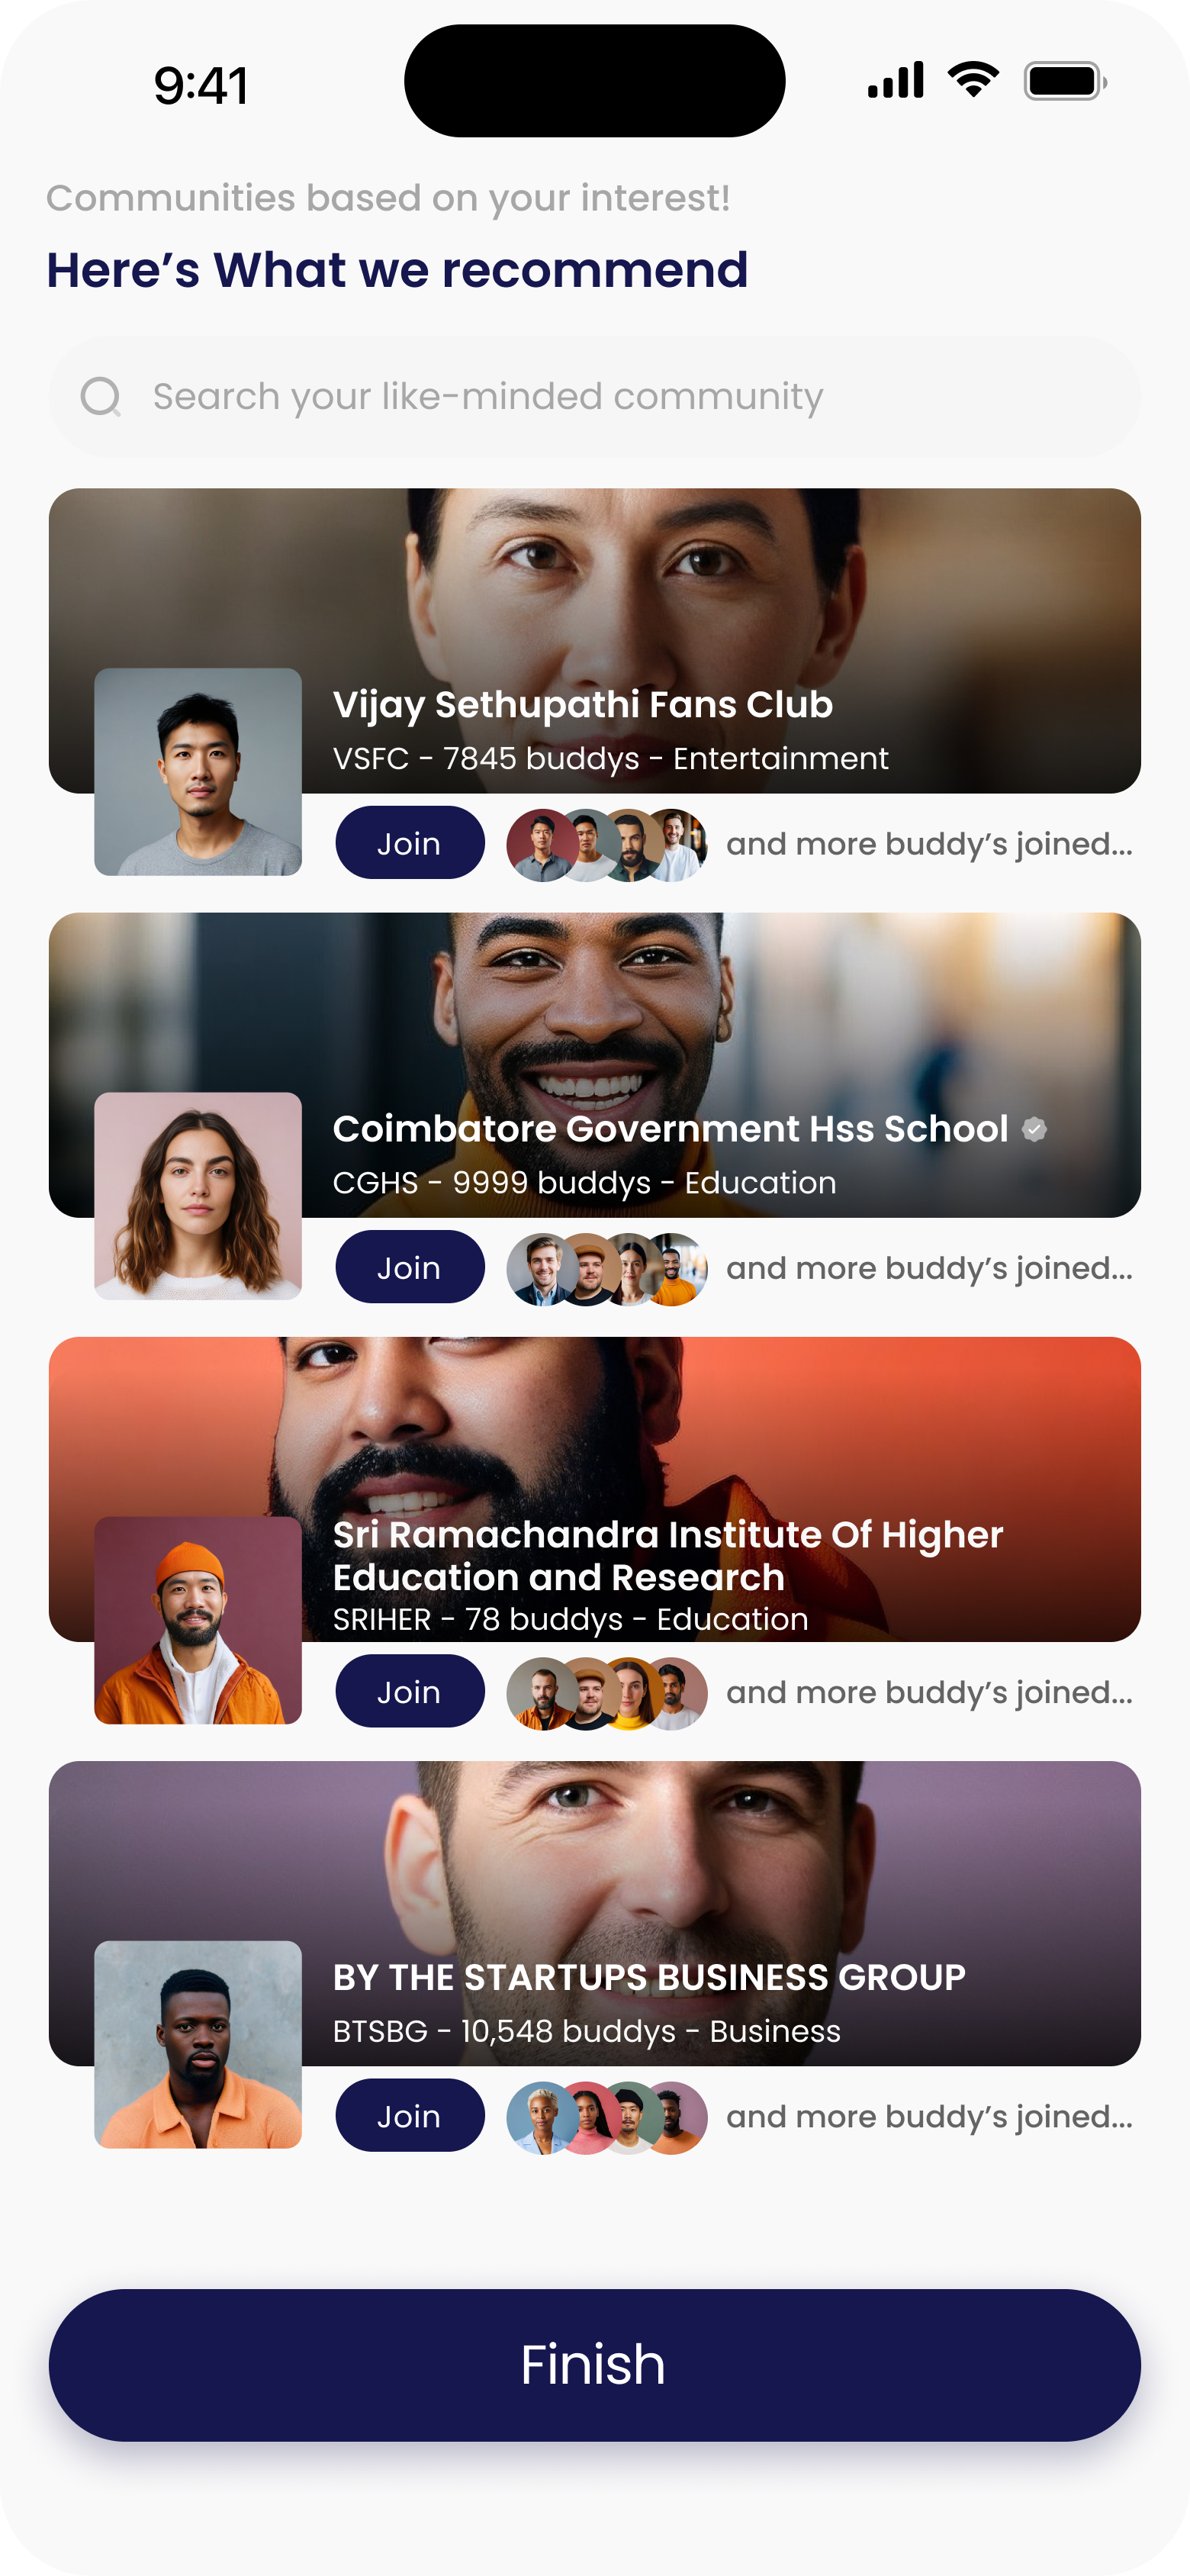 9:41
Communities based on your interest!
Here’s What we recommend
Search your like-minded community
Vijay Sethupathi Fans Club
VSFC - 7845 buddys - Entertainment
Join
and more buddy’s joined...
Coimbatore Government Hss School
CGHS - 9999 buddys - Education
Join
and more buddy’s joined...
Sri Ramachandra Institute Of Higher
Education and Research
SRIHER - 78 buddys - Education
Join
and more buddy’s joined...
BY THE STARTUPS BUSINESS GROUP
BTSBG - 10,548 buddys - Business
Join
and more buddy’s joined...
Finish